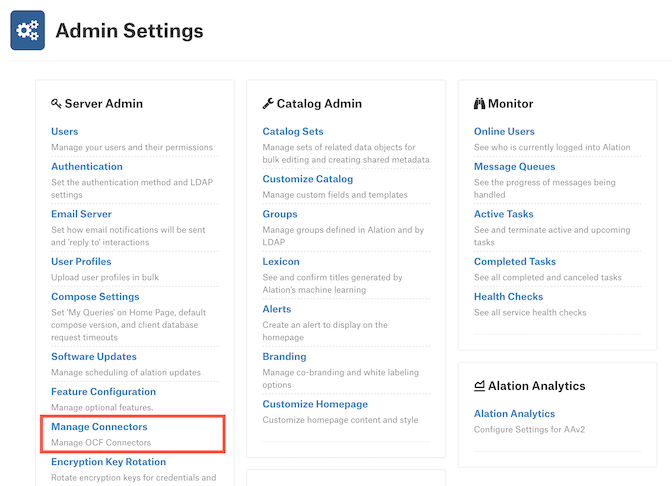 Admin Settings
Server Admin
Users
Manage your users and their permissions
Authentication
Set the authentication method and LDAP
settings
Email Server
Set how email notifications will be sent
and 'reply to' interactions
User Profiles
Upload user profiles in bulk
Compose Settings
Set 'My Queries' on Home Page, default
compose version, and client database
request timeouts
Software Updates
Manage scheduling of alation updates
Feature Configuration
Manage optional features.
Manage Connectors
Manage OCF Connectors
Encryption Key Rotation
Rotate encryption keys for credentials and
Catalog Admin
Catalog Sets
Manage sets of related data objects for
bulk editing and creating shared metadata
Customize Catalog
Manage custom fields and templates
Groups
Manage groups defined in Alation and by
LDAP
Lexicon
See and confirm titles generated by
Alation's machine learning
Alerts
Create an alert to display on the
homepage
Branding
Manage co-branding and white labeling
options
Customize Homepage
Customize homepage content and style
Monitor
Online Users
See who is currently logged into Alation
Message Queues
See the progress of messages being
handled
Active Tasks
See and terminate active and upcoming
tasks
Completed Tasks
See all completed and canceled tasks
Health Checks
See all service health checks
Alation Analytics
Alation Analytics
Configure Settings for AAv2